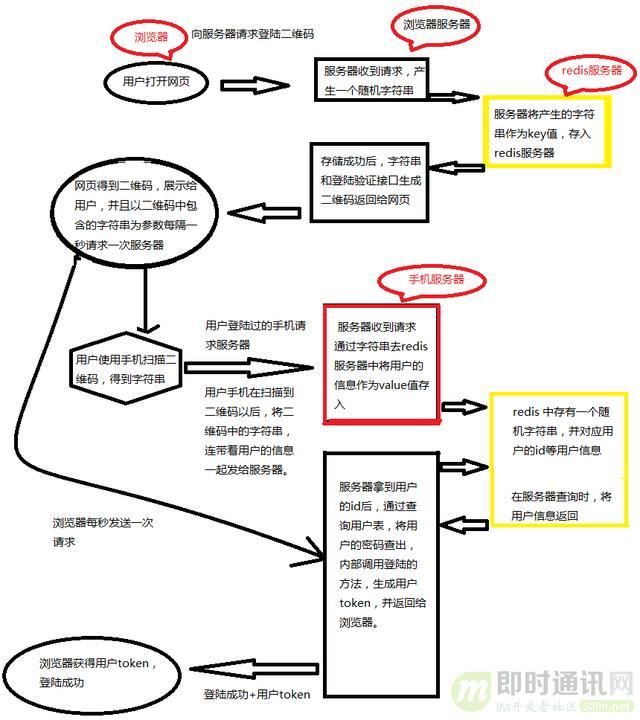 浏览器
向服务器请求登陆二维码
浏览器服务器
用户打开网页
服务器收到请求，产
生一个随机字符串
redis服务器
服务器将产生的字符
串作为key值，存入
redis服务器
存储成功后，字符串
和登陆验证接口生成
二维码返回给网页
网页得到二维码，展示给
用户，并且以二维码中包
含的字符串为参数每隔一
秒请求一次服务器
手机服务器
用户登陆过的手机请
求服务器
服务器收到请求
通过字符串去redis
服务器中将用户的
信息作为value值存
入
用户使用手机扫描二
维码，得到字符串
用户手机在扫描到
二维码以后，将二
维码中的字符串，
连带着用户的信息
一起发给服务器。
redis 中存有一个随
机字符串，并对应用
户的id等用户信息
在服务器查询时，将
用户信息返回
服务器拿到用户
的id后，通过查
询用户表，将用
户的密码查出，
内部调用登陆的
方法，生成用户
token，并返回给
浏览器。
浏览器每秒发送一次
请求
浏览器获得用户token，
登陆成功
登陆成功+用户token
m 即时通讯网
IM开发者社区 52im.net